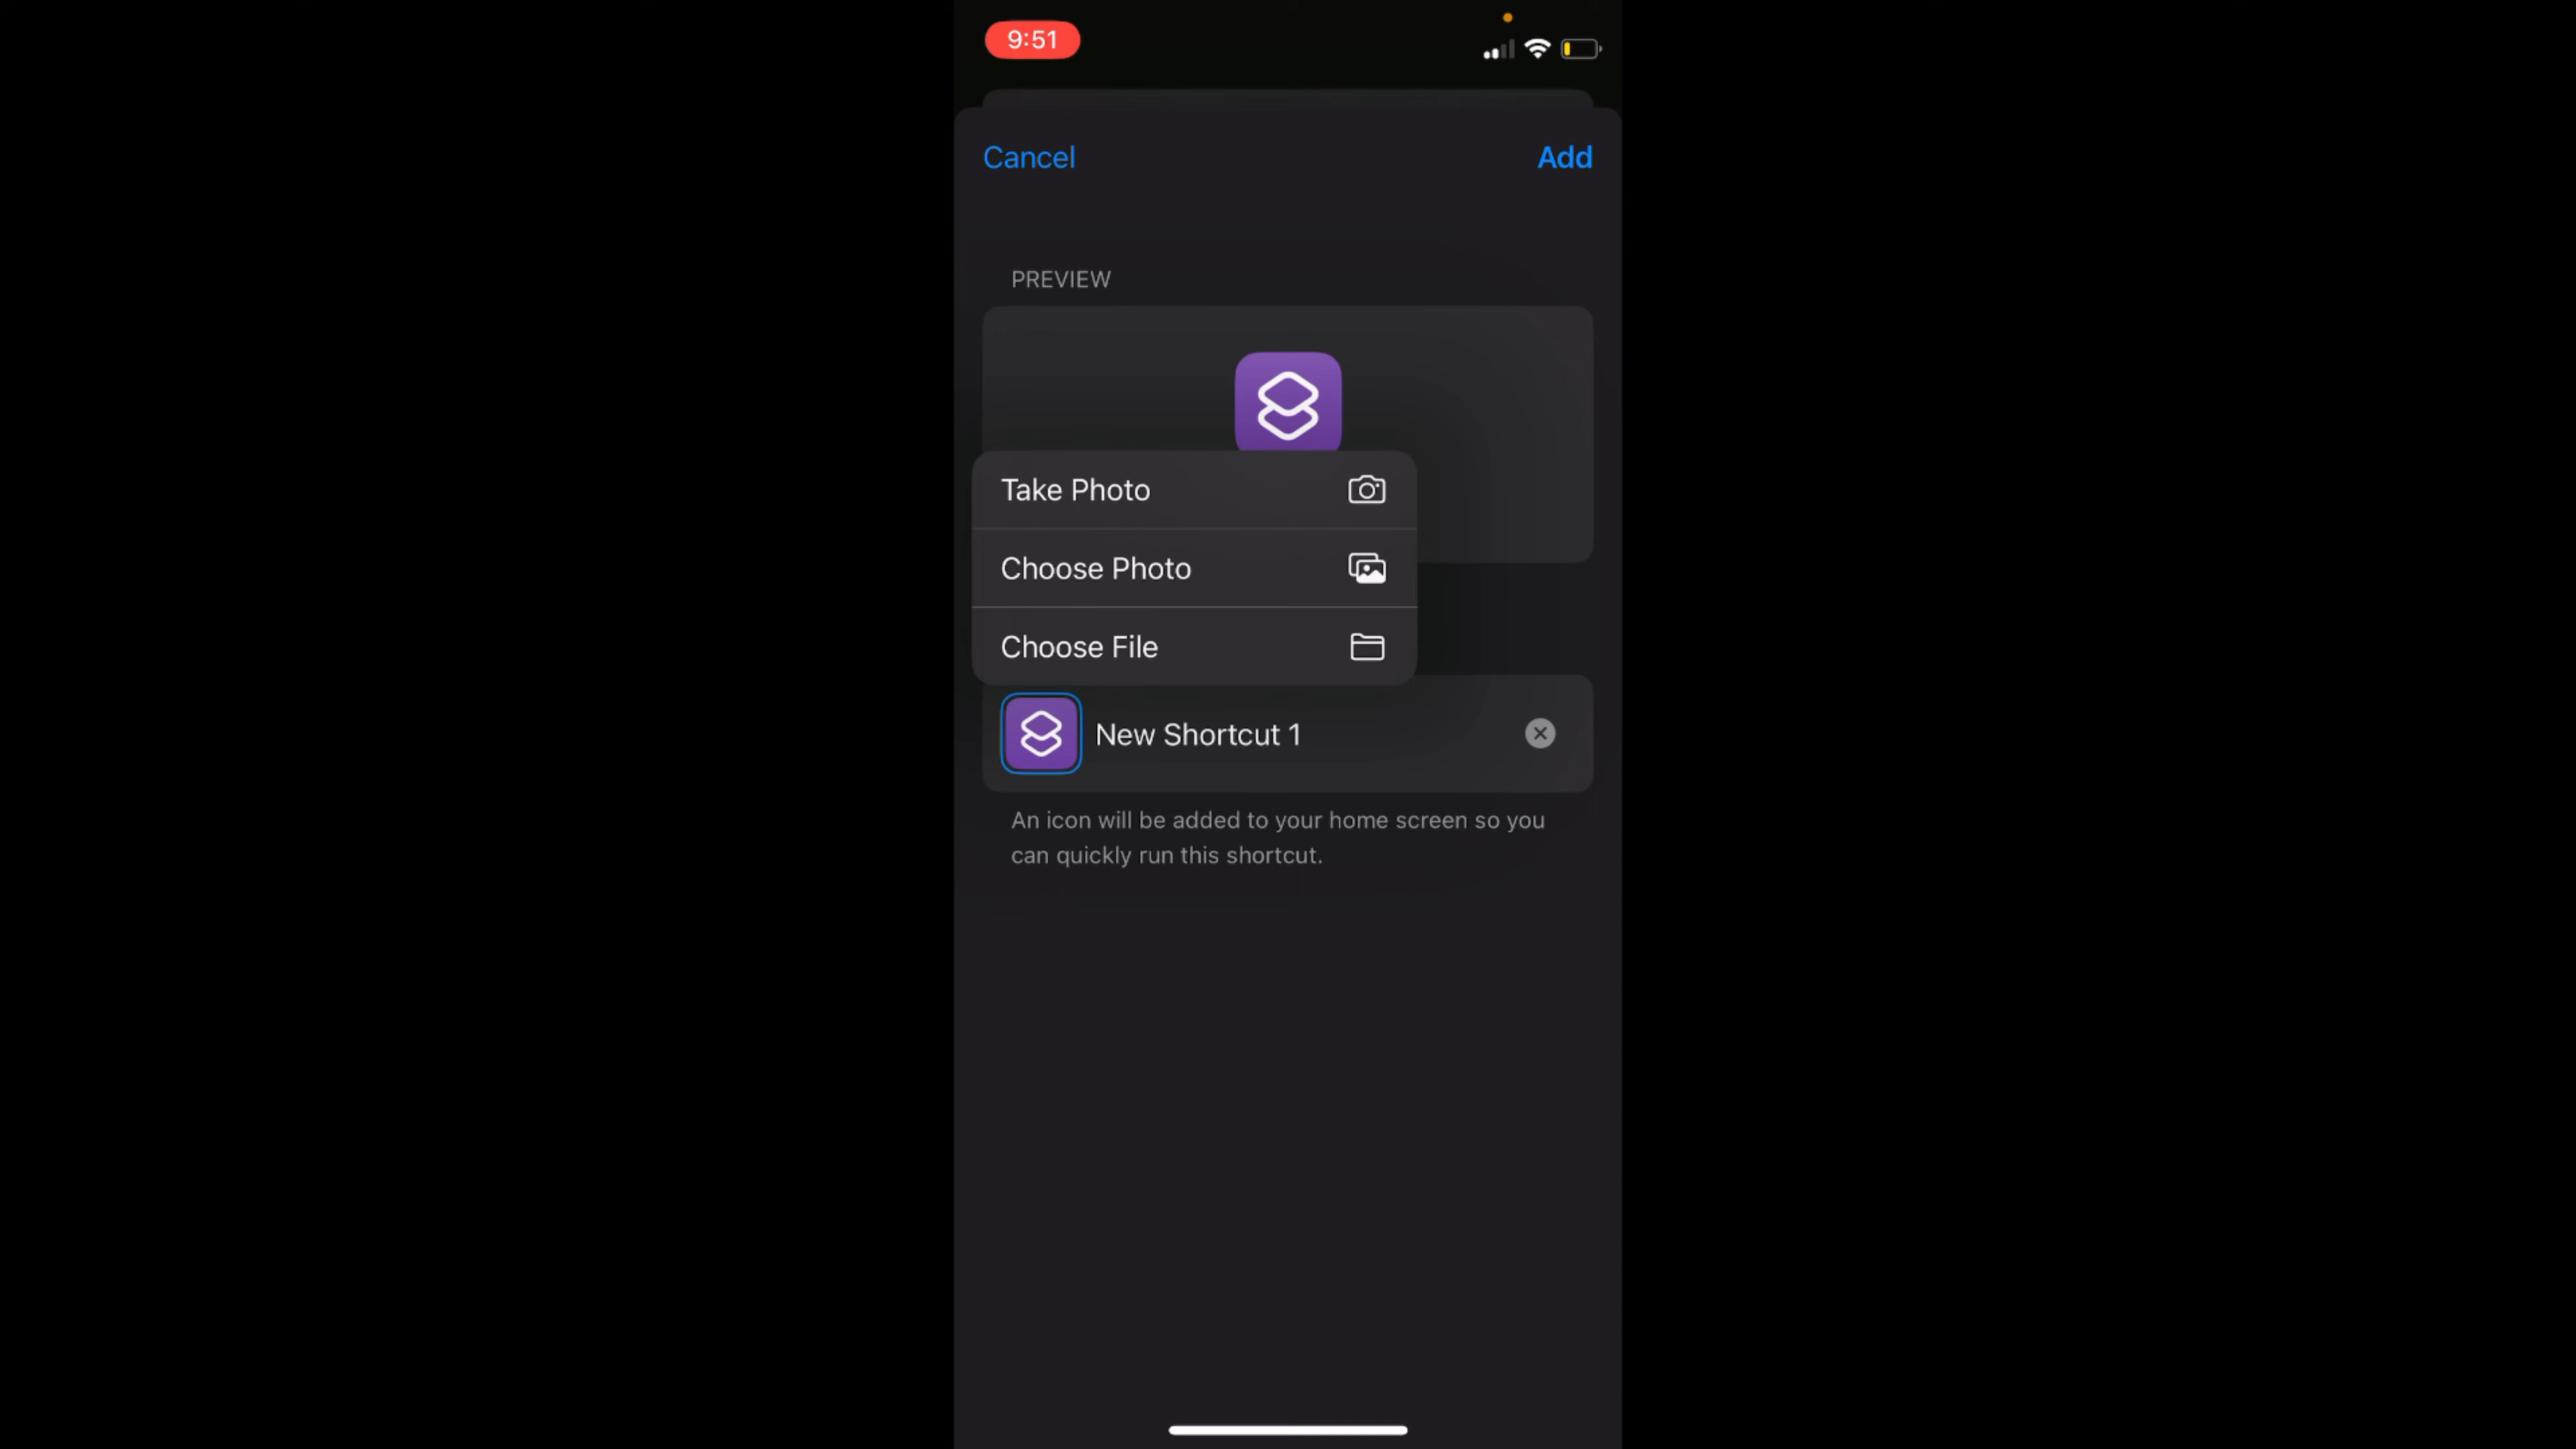 9:51
Cancel
Add
PREVIEW
Take Photo
Choose Photo
Choose File
New Shortcut 1
An icon will be added to your home screen so you
can quickly run this shortcut.